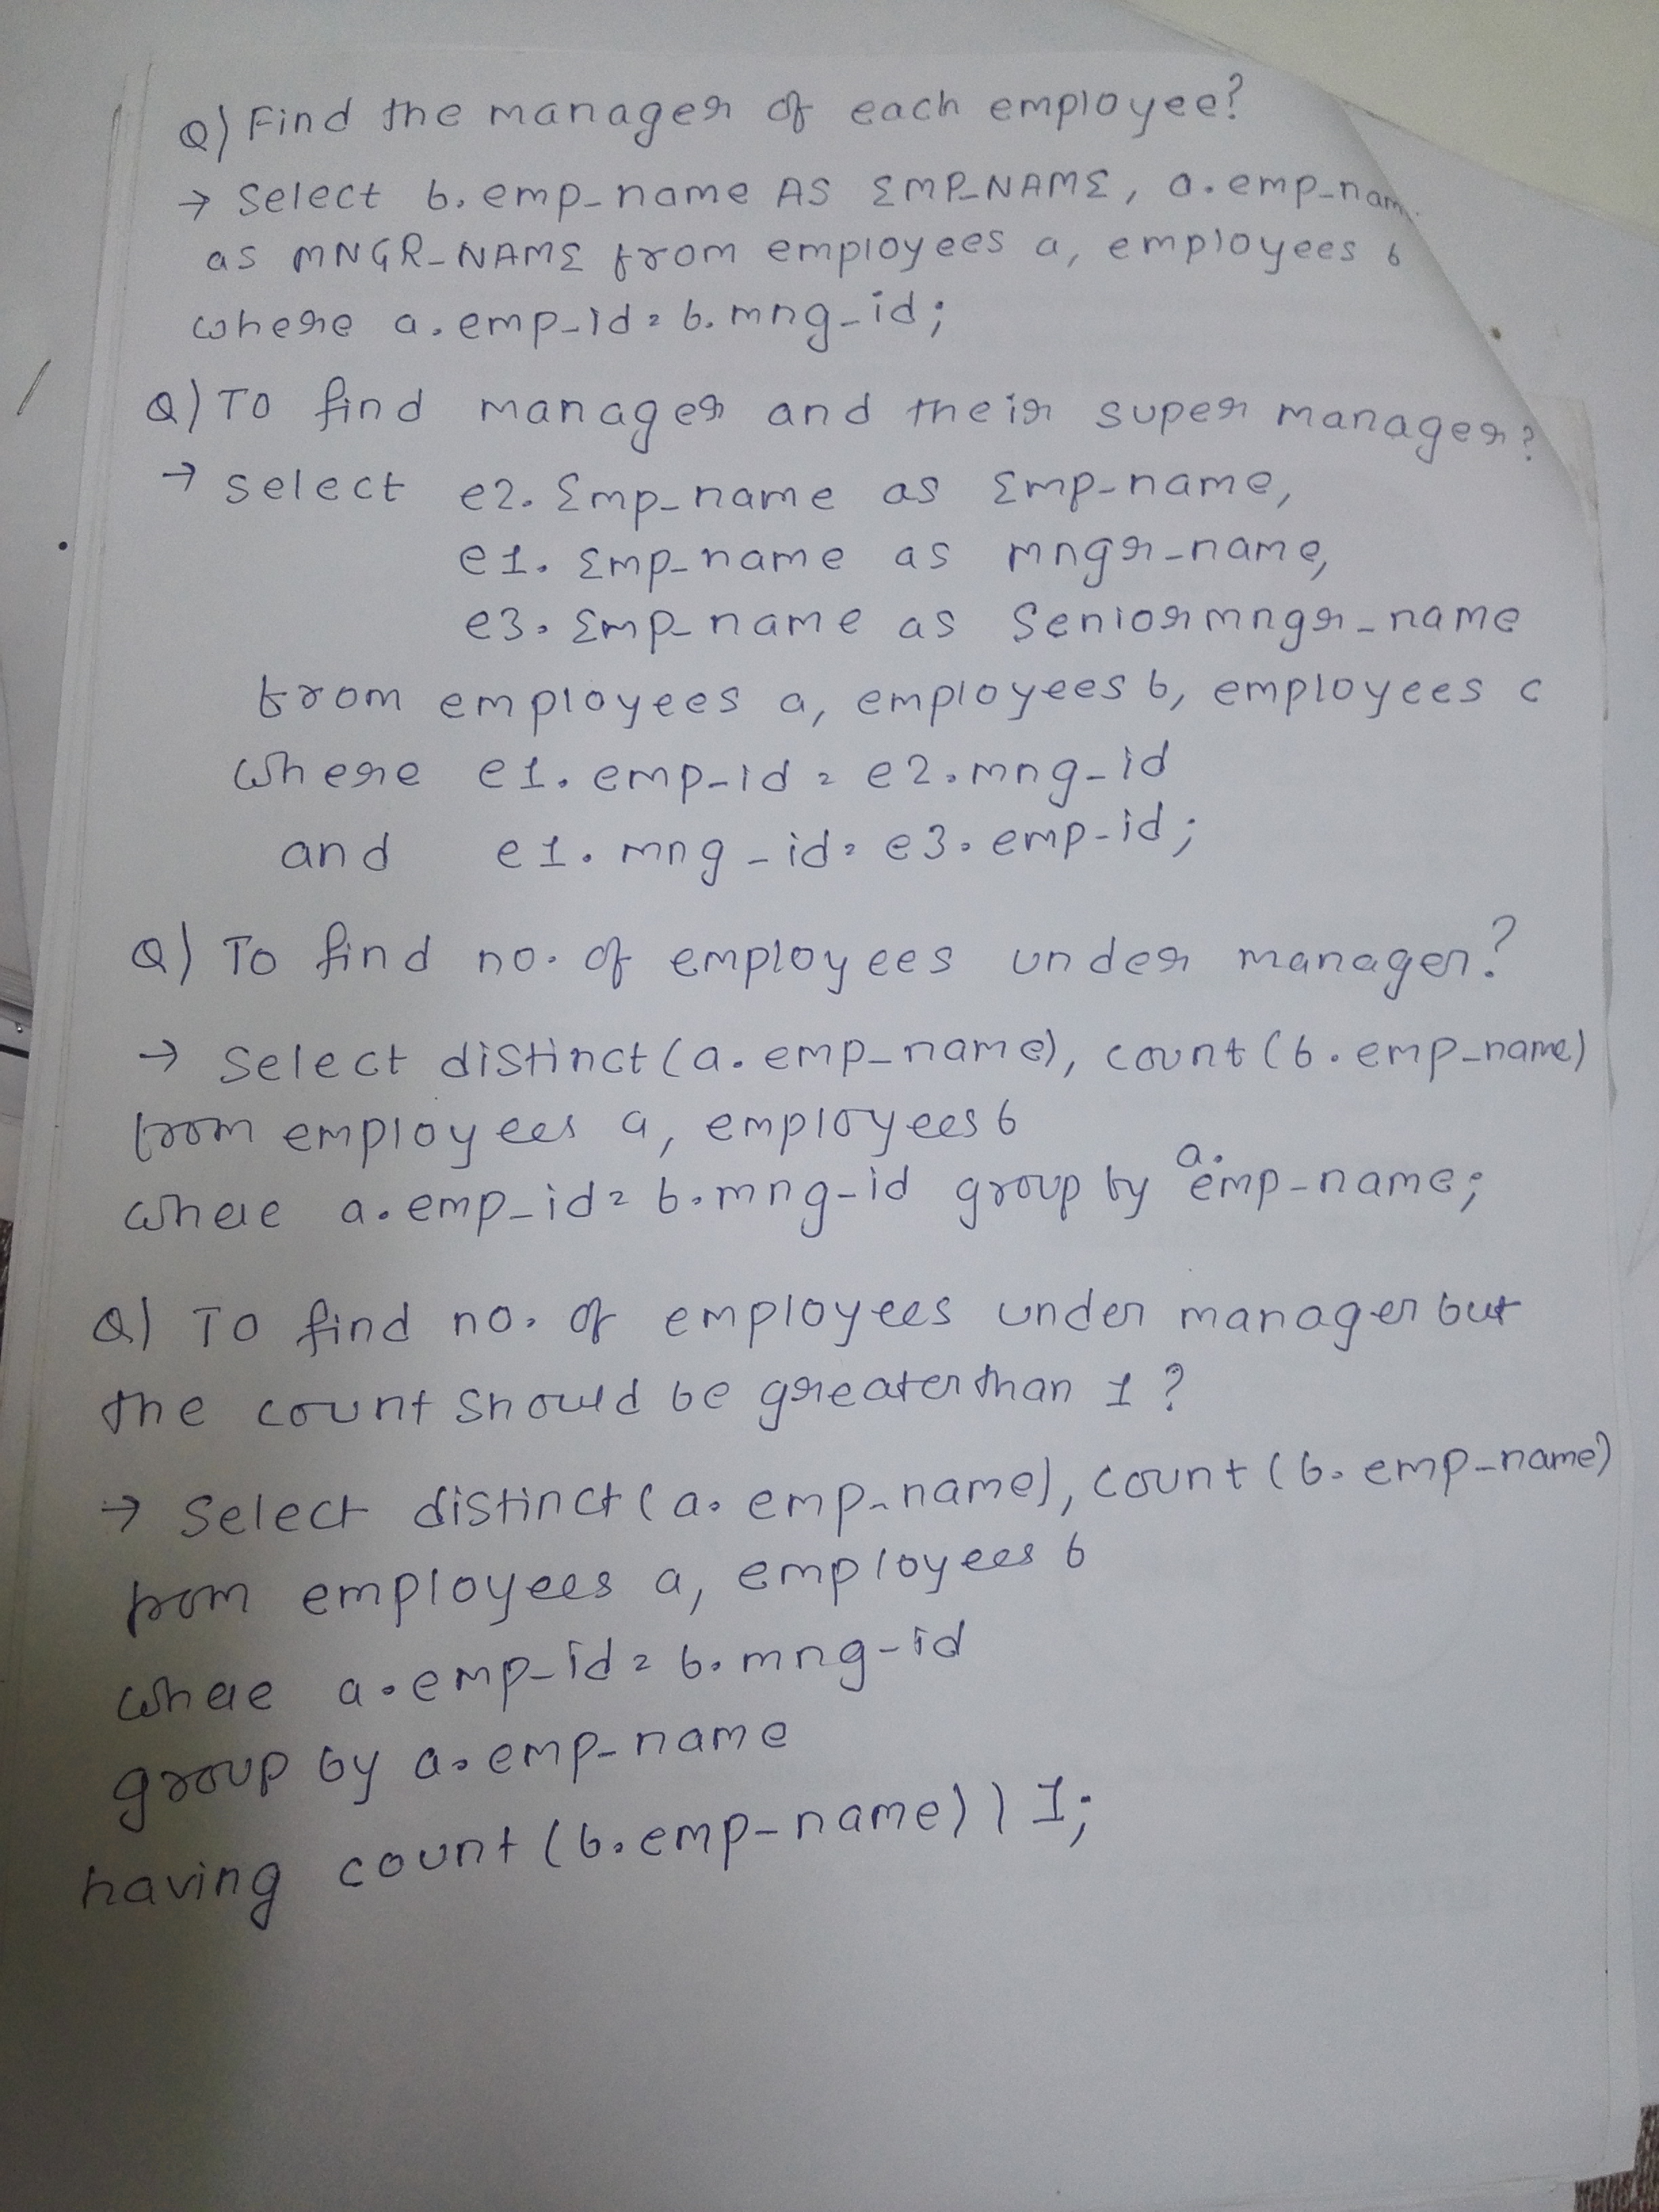 Q) Find the manager of each employee?
→ Select b.emp_name AS EMP_NAME, a.emp_nam
as MNGR_NAME from employees a, employees b
where a.emp_id = b.mng_id;
Q) To find manager and their super manager?
→ select e2.Emp_name as Emp_name,
e1.Emp_name as mngr_name,
e3.Emp_name as Seniormngr_name
from employees a, employees b, employees c
where e1.emp_id = e2.mng_id
and e1.mng_id = e3.emp_id;
Q) To find no. of employees under manager?
→ Select distinct(a.emp_name), count(b.emp_name)
from employees a, employees b
where a.emp_id = b.mng_id group by a.emp_name;
Q) To find no. of employees under manager but
the count should be greater than 1?
→ Select distinct(a.emp_name), count(b.emp_name)
from employees a, employees b
where a.emp_id = b.mng_id
group by a.emp_name
having count(b.emp_name)) 1;